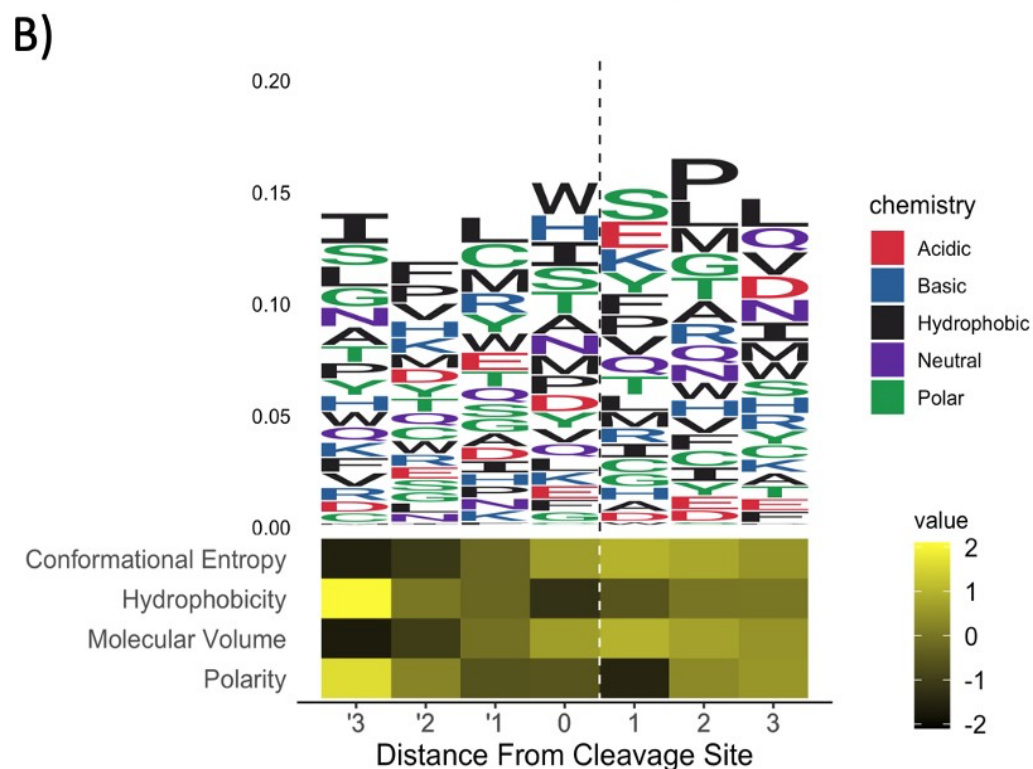 B)
0.20
0.15
0.10
0.05
0.00
I S L G N A T P Y H W Q K F V R D C
F P V H K M D Y T Q C W R E S G L N
L C M R Y W E T Q S G A D I H P N K
W H I S T A N M P D Y V Q L K E F G
S E K Y F P V Q T L M R I C G H A D
P L M G T A R Q N W H V F C I Y E D
L Q V D N I M W S H R Y C K A T E F
chemistry
Acidic
Basic
Hydrophobic
Neutral
Polar
Conformational Entropy
Hydrophobicity
Molecular Volume
Polarity
value
2
1
0
-1
-2
'3 '2 '1 0 1 2 3
Distance From Cleavage Site